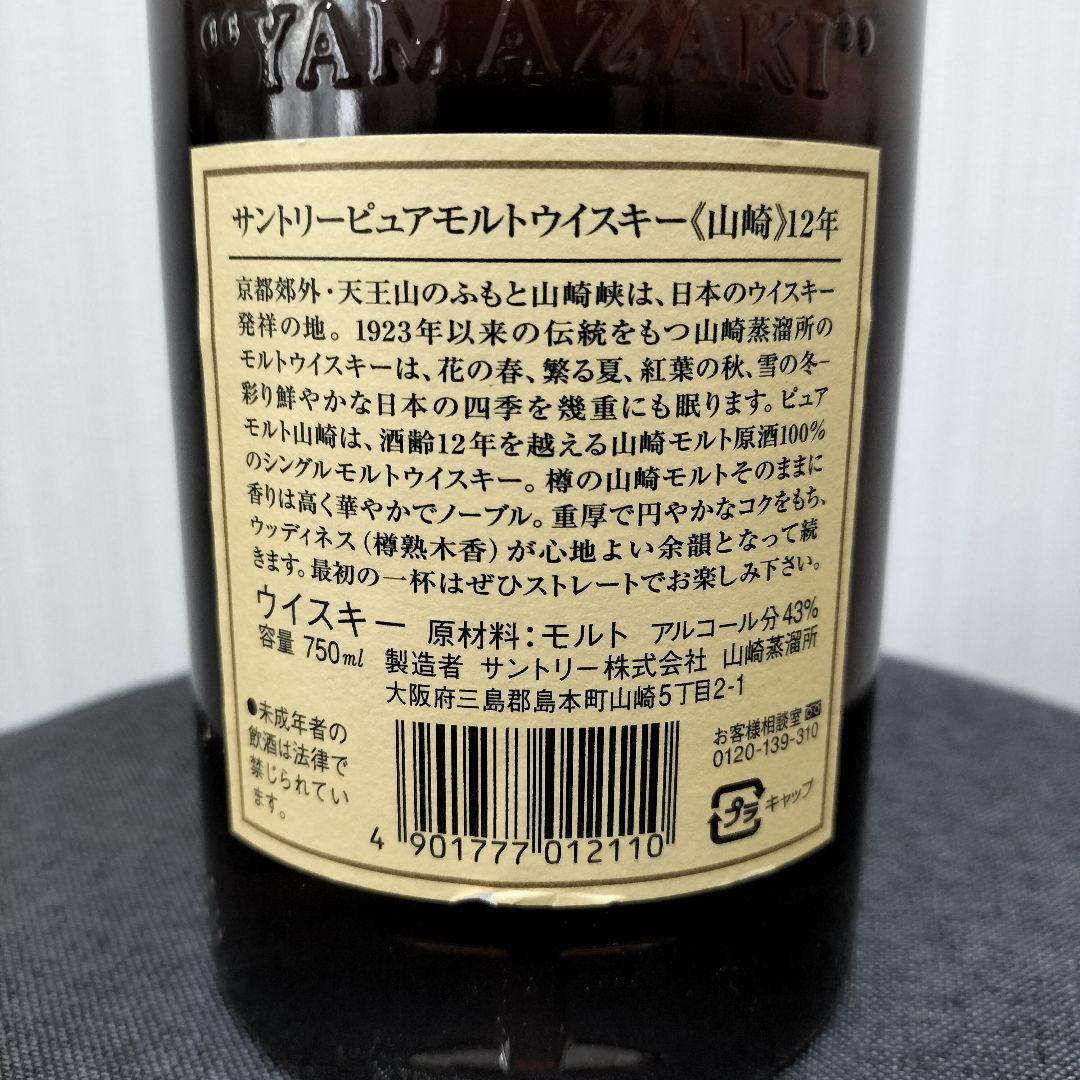 “YAMAZAKI”
サントリーピュアモルトウイスキー《山崎》12年
京都郊外・天王山のふもと山崎峡は、日本のウイスキー
発祥の地。1923年以来の伝統をもつ山崎蒸溜所の
モルトウイスキーは、花の春、繁る夏、紅葉の秋、雪の冬−
彩り鮮やかな日本の四季を幾重にも眠ります。ピュア
モルト山崎は、酒齢12年を越える山崎モルト原酒100%
のシングルモルトウイスキー。樽の山崎モルトそのままに
香りは高く華やかでノーブル。重厚で円やかなコクをもち、
ウッディネス(樽熟木香)が心地よい余韻となって続
きます。最初の一杯はぜひストレートでお楽しみ下さい。
ウイスキー 原材料:モルト アルコール分43%
容量 750ml 製造者 サントリー株式会社 山崎蒸溜所
大阪府三島郡島本町山崎5丁目2-1
●未成年者の
飲酒は法律で
禁じられてい
ます。
お客様相談室
0120-139-310
プラ キャップ
4 901777 012110